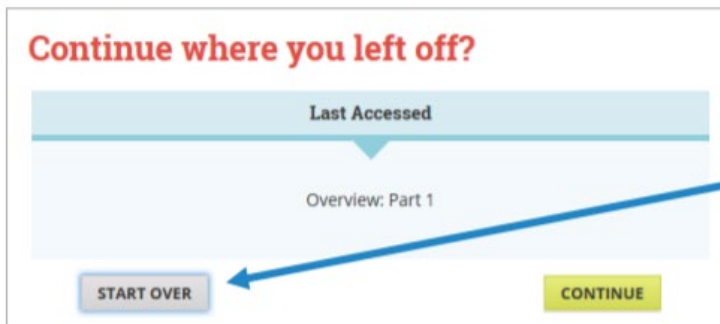 Continue where you left off?
Last Accessed
Overview: Part 1
START OVER
CONTINUE